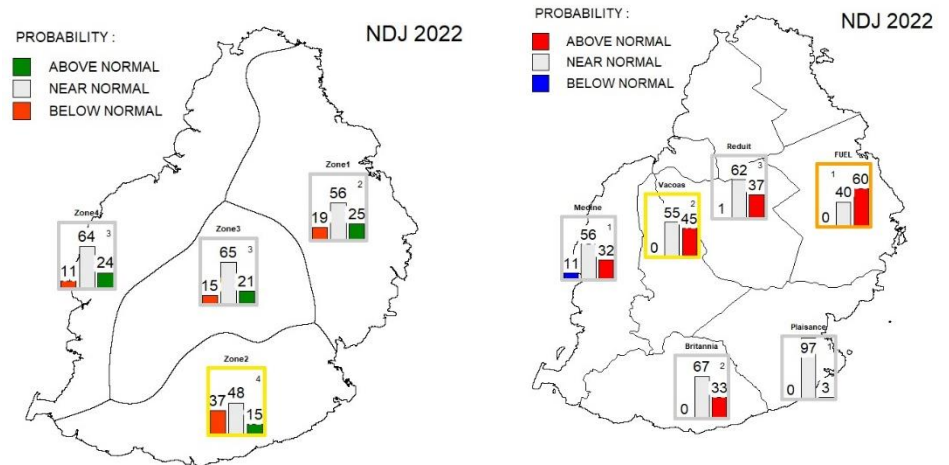 NDJ 2022
PROBABILITY :
ABOVE NORMAL
NEAR NORMAL
BELOW NORMAL
Zone1
2
56
19
25
Zone4
3
64
11
24
Zone3
3
65
15
21
Zone2
4
37
48
15
NDJ 2022
PROBABILITY :
ABOVE NORMAL
NEAR NORMAL
BELOW NORMAL
Reduit
3
62
1
37
FUEL
1
60
40
0
Vacoas
2
55
45
0
Medine
1
56
11
32
Plaisance
1
97
0
3
Britannia
2
67
0
33